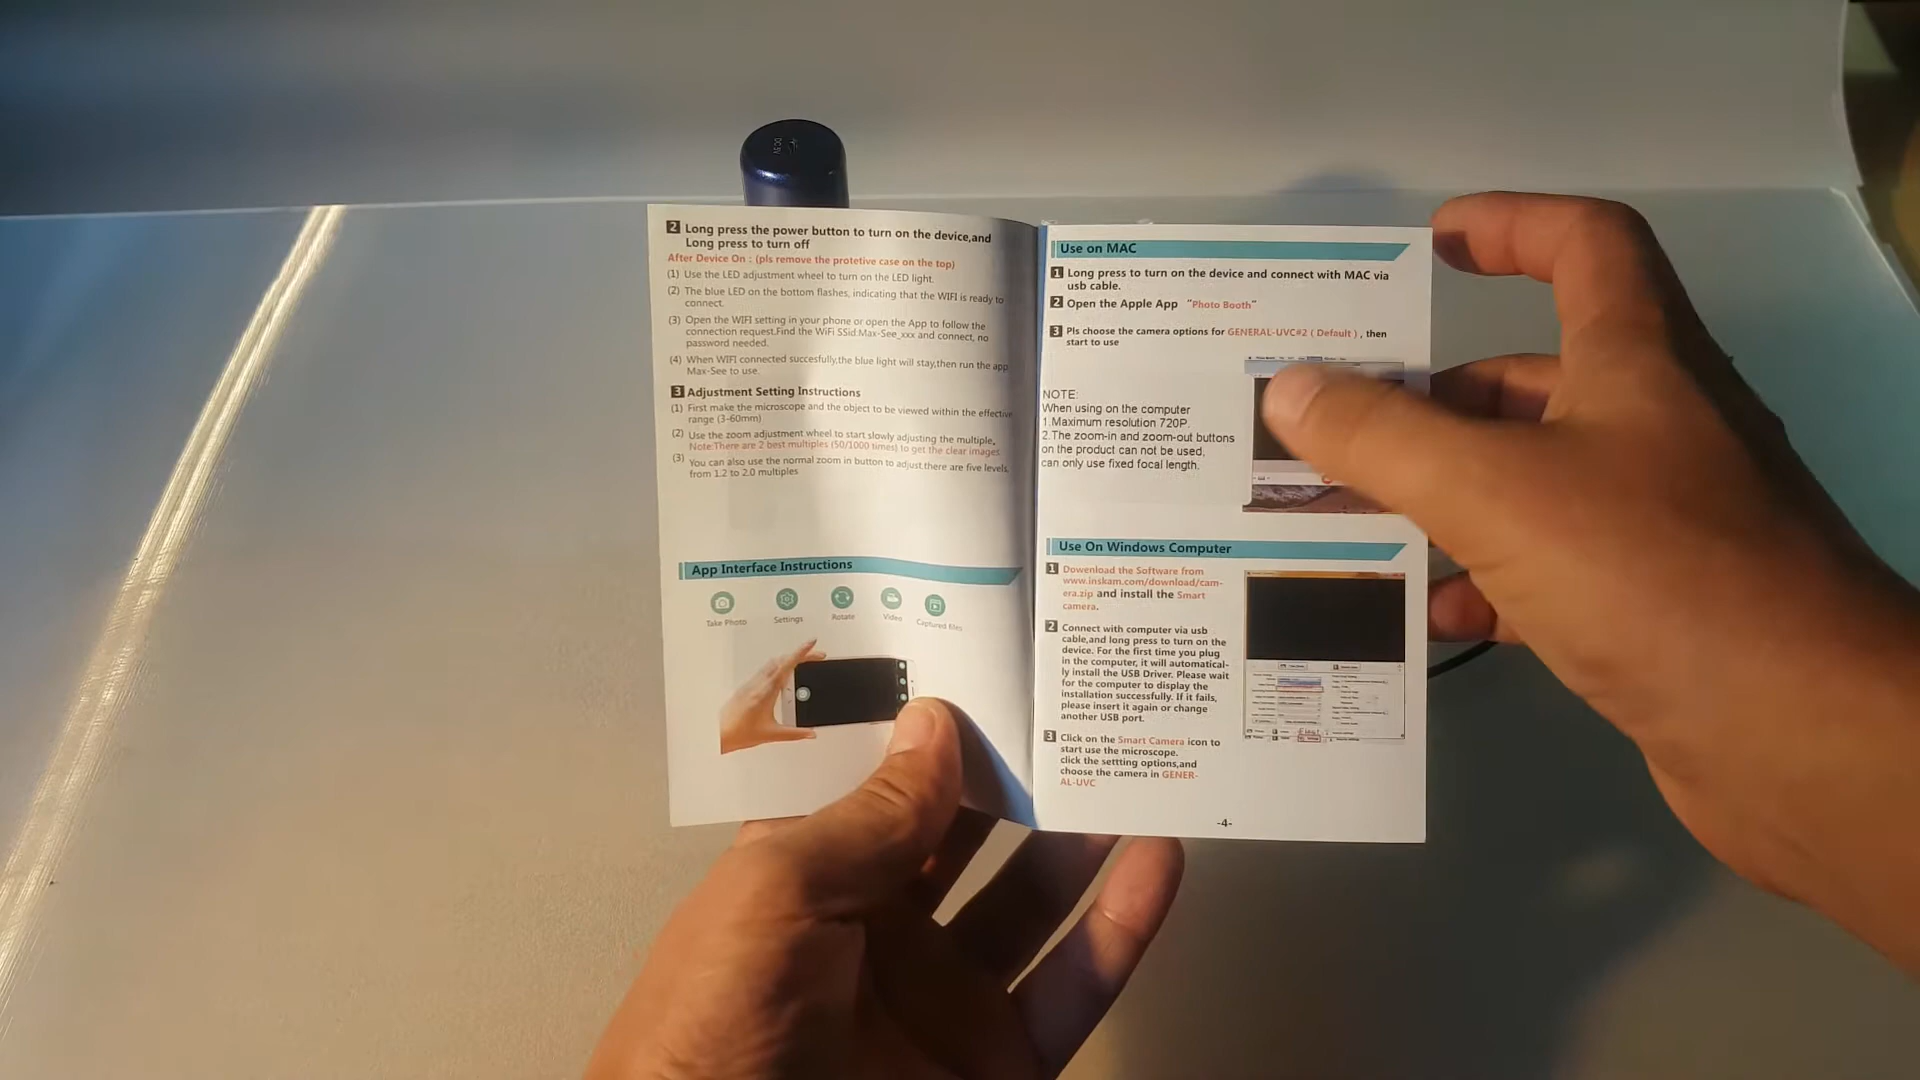 DC5V
2 Long press the power button to turn on the device,and
Long press to turn off
After Device On : (pls remove the protetive case on the top)
(1) Use the LED adjustment wheel to turn on the LED light.
(2) The blue LED on the bottom flashes, indicating that the WIFI is ready to
connect.
(3) Open the WIFI setting in your phone or open the App to follow the
connection request.Find the WiFi SSid:Max-See_xxx and connect, no
password needed.
(4) When WIFI connected succesfully,the blue light will stay,then run the app
Max-See to use.
3 Adjustment Setting Instructions
(1) First make the microscope and the object to be viewed within the effective
range (3-60mm)
(2) Use the zoom adjustment wheel to start slowly adjusting the multiple.
Note:There are 2 best multiples (50/1000 times) to get the clear images.
(3) You can also use the normal zoom in button to adjust,there are five levels
from 1.2 to 2.0 multiples
App Interface Instructions
Take Photo Settings Rotate Video Captured files
Use on MAC
1 Long press to turn on the device and connect with MAC via
usb cable.
2 Open the Apple App "Photo Booth"
3 Pls choose the camera options for GENERAL-UVC#2 ( Default ) , then
start to use
NOTE:
When using on the computer
1.Maximum resolution 720P.
2.The zoom-in and zoom-out buttons
on the product can not be used,
can only use fixed focal length.
Use On Windows Computer
1 Dowenload the Software from
www.inskam.com/download/cam-
era.zip and install the Smart
camera.
2 Connect with computer via usb
cable,and long press to turn on the
device. For the first time you plug
in the computer, it will automatical-
ly install the USB Driver. Please wait
for the computer to display the
installation successfully. If it fails,
please insert it again or change
another USB port.
3 Click on the Smart Camera icon to
start use the microscope.
click the settting options,and
choose the camera in GENER-
AL-UVC
-4-